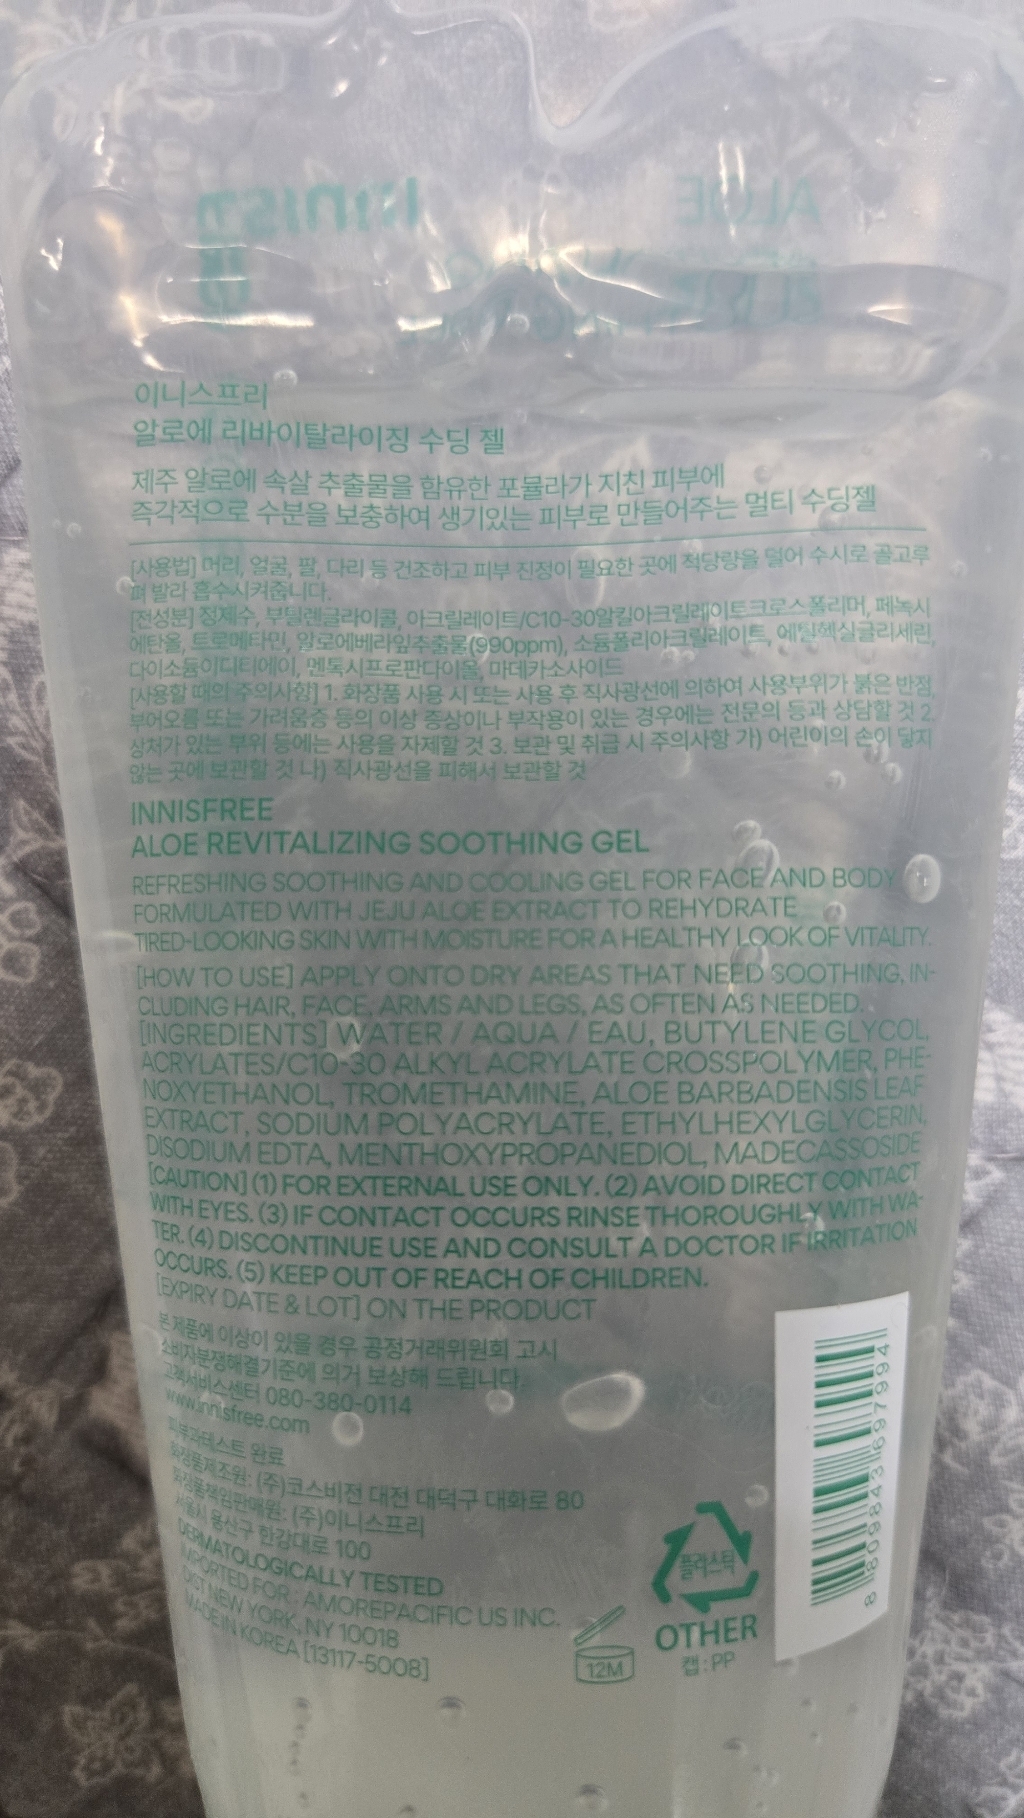 이니스프리
알로에 리바이탈라이징 수딩 젤
제주 알로에 속살 추출물을 함유한 포뮬라가 지친 피부에
즉각적으로 수분을 보충하여 생기있는 피부로 만들어주는 멀티 수딩젤
[사용법] 머리, 얼굴, 팔, 다리 등 건조하고 피부 진정이 필요한 곳에 적당량을 덜어 수시로 골고루
펴 발라 흡수시켜줍니다.
[전성분] 정제수, 부틸렌글라이콜, 아크릴레이트/C10-30알킬아크릴레이트크로스폴리머, 페녹시
에탄올, 트로메타민, 알로에베라잎추출물(990ppm), 소듐폴리아크릴레이트, 에틸헥실글리세린,
다이소듐이디티에이, 멘톡시프로판다이올, 마데카소사이드
[사용할 때의 주의사항] 1. 화장품 사용 시 또는 사용 후 직사광선에 의하여 사용부위가 붉은 반점,
부어오름 또는 가려움증 등의 이상 증상이나 부작용이 있는 경우에는 전문의 등과 상담할 것 2.
상처가 있는 부위 등에는 사용을 자제할 것 3. 보관 및 취급 시 주의사항 가) 어린이의 손이 닿지
않는 곳에 보관할 것 나) 직사광선을 피해서 보관할 것
INNISFREE
ALOE REVITALIZING SOOTHING GEL
REFRESHING SOOTHING AND COOLING GEL FOR FACE AND BODY
FORMULATED WITH JEJU ALOE EXTRACT TO REHYDRATE
TIRED-LOOKING SKIN WITH MOISTURE FOR A HEALTHY LOOK OF VITALITY.
[HOW TO USE] APPLY ONTO DRY AREAS THAT NEED SOOTHING, IN-
CLUDING HAIR, FACE, ARMS AND LEGS, AS OFTEN AS NEEDED.
[INGREDIENTS] WATER / AQUA / EAU, BUTYLENE GLYCOL,
ACRYLATES/C10-30 ALKYL ACRYLATE CROSSPOLYMER, PHE-
NOXYETHANOL, TROMETHAMINE, ALOE BARBADENSIS LEAF
EXTRACT, SODIUM POLYACRYLATE, ETHYLHEXYLGLYCERIN,
DISODIUM EDTA, MENTHOXYPROPANEDIOL, MADECASSOSIDE
[CAUTION] (1) FOR EXTERNAL USE ONLY. (2) AVOID DIRECT CONTACT
WITH EYES. (3) IF CONTACT OCCURS RINSE THOROUGHLY WITH WA-
TER. (4) DISCONTINUE USE AND CONSULT A DOCTOR IF IRRITATION
OCCURS. (5) KEEP OUT OF REACH OF CHILDREN.
[EXPIRY DATE & LOT] ON THE PRODUCT
본 제품에 이상이 있을 경우 공정거래위원회 고시
소비자분쟁해결기준에 의거 보상해 드립니다.
고객서비스센터 080-380-0114
www.innisfree.com
피부과테스트 완료
화장품제조원: (주)코스비전 대전 대덕구 대화로 80
화장품책임판매원: (주)이니스프리
서울시 용산구 한강대로 100
DERMATOLOGICALLY TESTED
IMPORTED FOR : AMOREPACIFIC US INC.
DIST NEW YORK, NY 10018
MADE IN KOREA [13117-5008]
12M
플라스틱
OTHER
캡 : PP
8 809843 697994